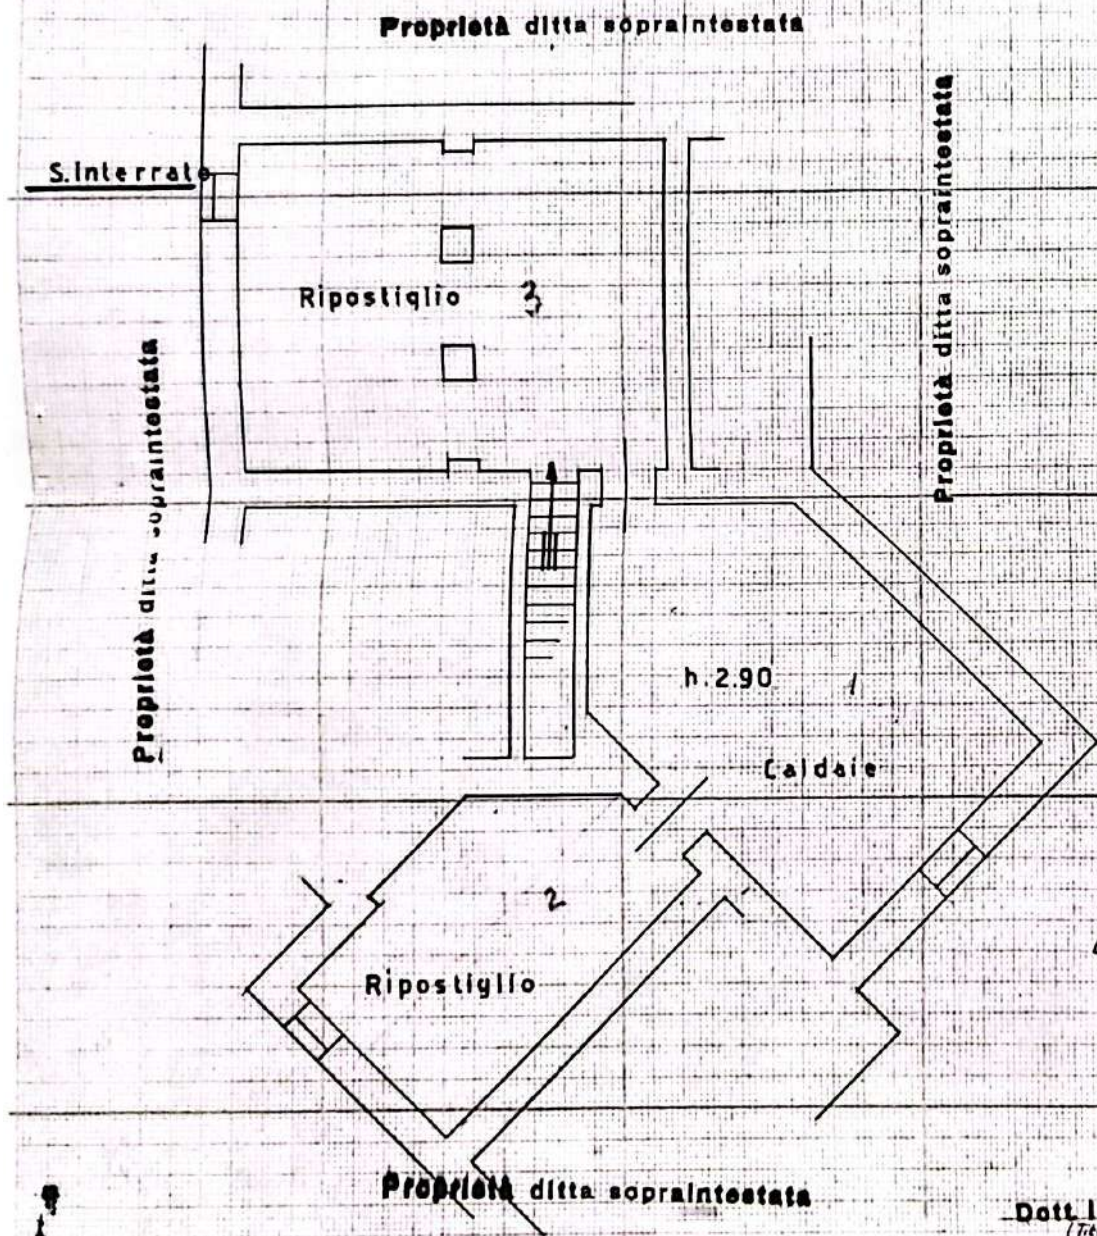 Proprietà ditta sopraintestata
S.interrato
Proprietà ditta sopraintestata
Ripostiglio 3
Proprietà ditta sopraintestata
h.2.90 1
Caldaie
2
Ripostiglio
Proprietà ditta sopraintestata
Dott. I